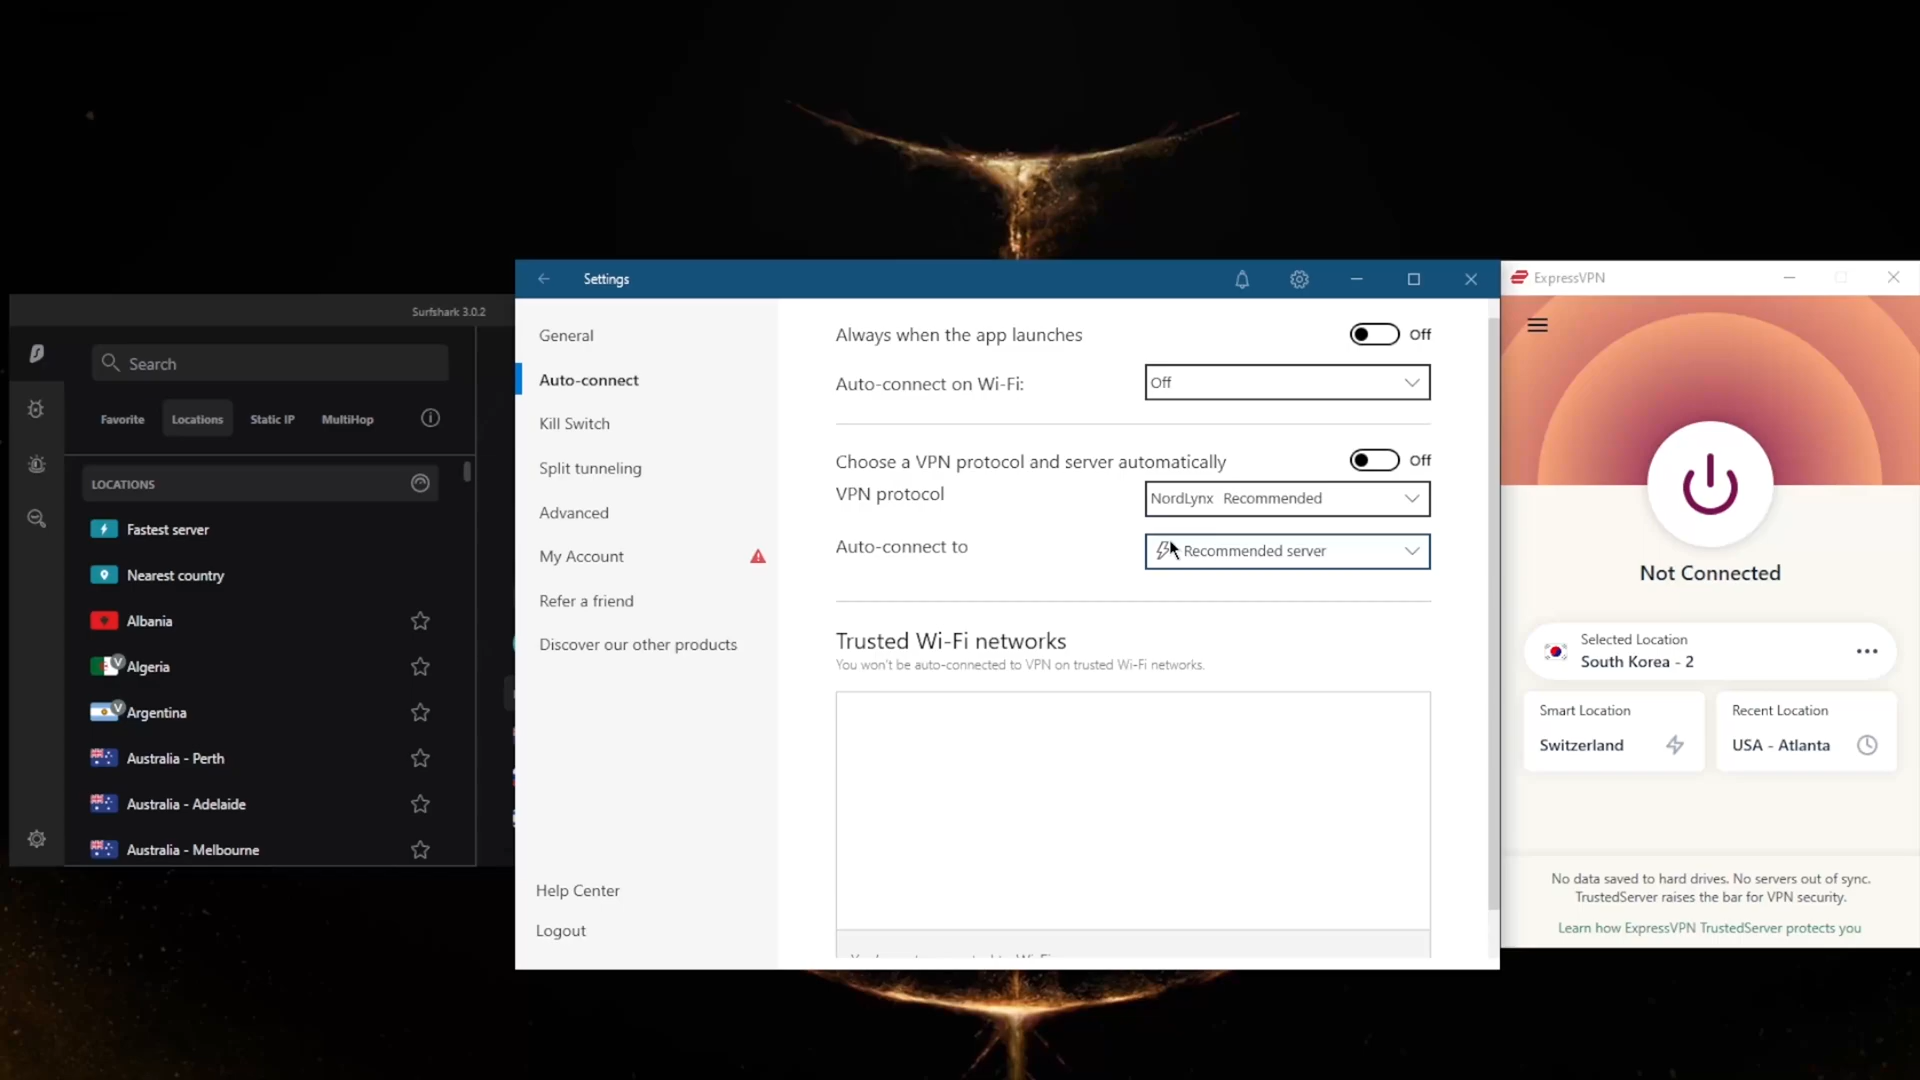 Surfshark 3.0.2
Search
Favorite
Locations
Static IP
MultiHop
LOCATIONS
Fastest server
Nearest country
Albania
V
Algeria
V
Argentina
Australia - Perth
Australia - Adelaide
Australia - Melbourne
Settings
General
Auto-connect
Kill Switch
Split tunneling
Advanced
My Account
Refer a friend
Discover our other products
Help Center
Logout
Always when the app launches
Off
Auto-connect on Wi-Fi:
Off
Choose a VPN protocol and server automatically
Off
VPN protocol
NordLynx Recommended
Auto-connect to
Recommended server
Trusted Wi-Fi networks
You won't be auto-connected to VPN on trusted Wi-Fi networks.
ExpressVPN
Not Connected
Selected Location
South Korea - 2
Smart Location
Switzerland
Recent Location
USA - Atlanta
No data saved to hard drives. No servers out of sync.
TrustedServer raises the bar for VPN security.
Learn how ExpressVPN TrustedServer protects you